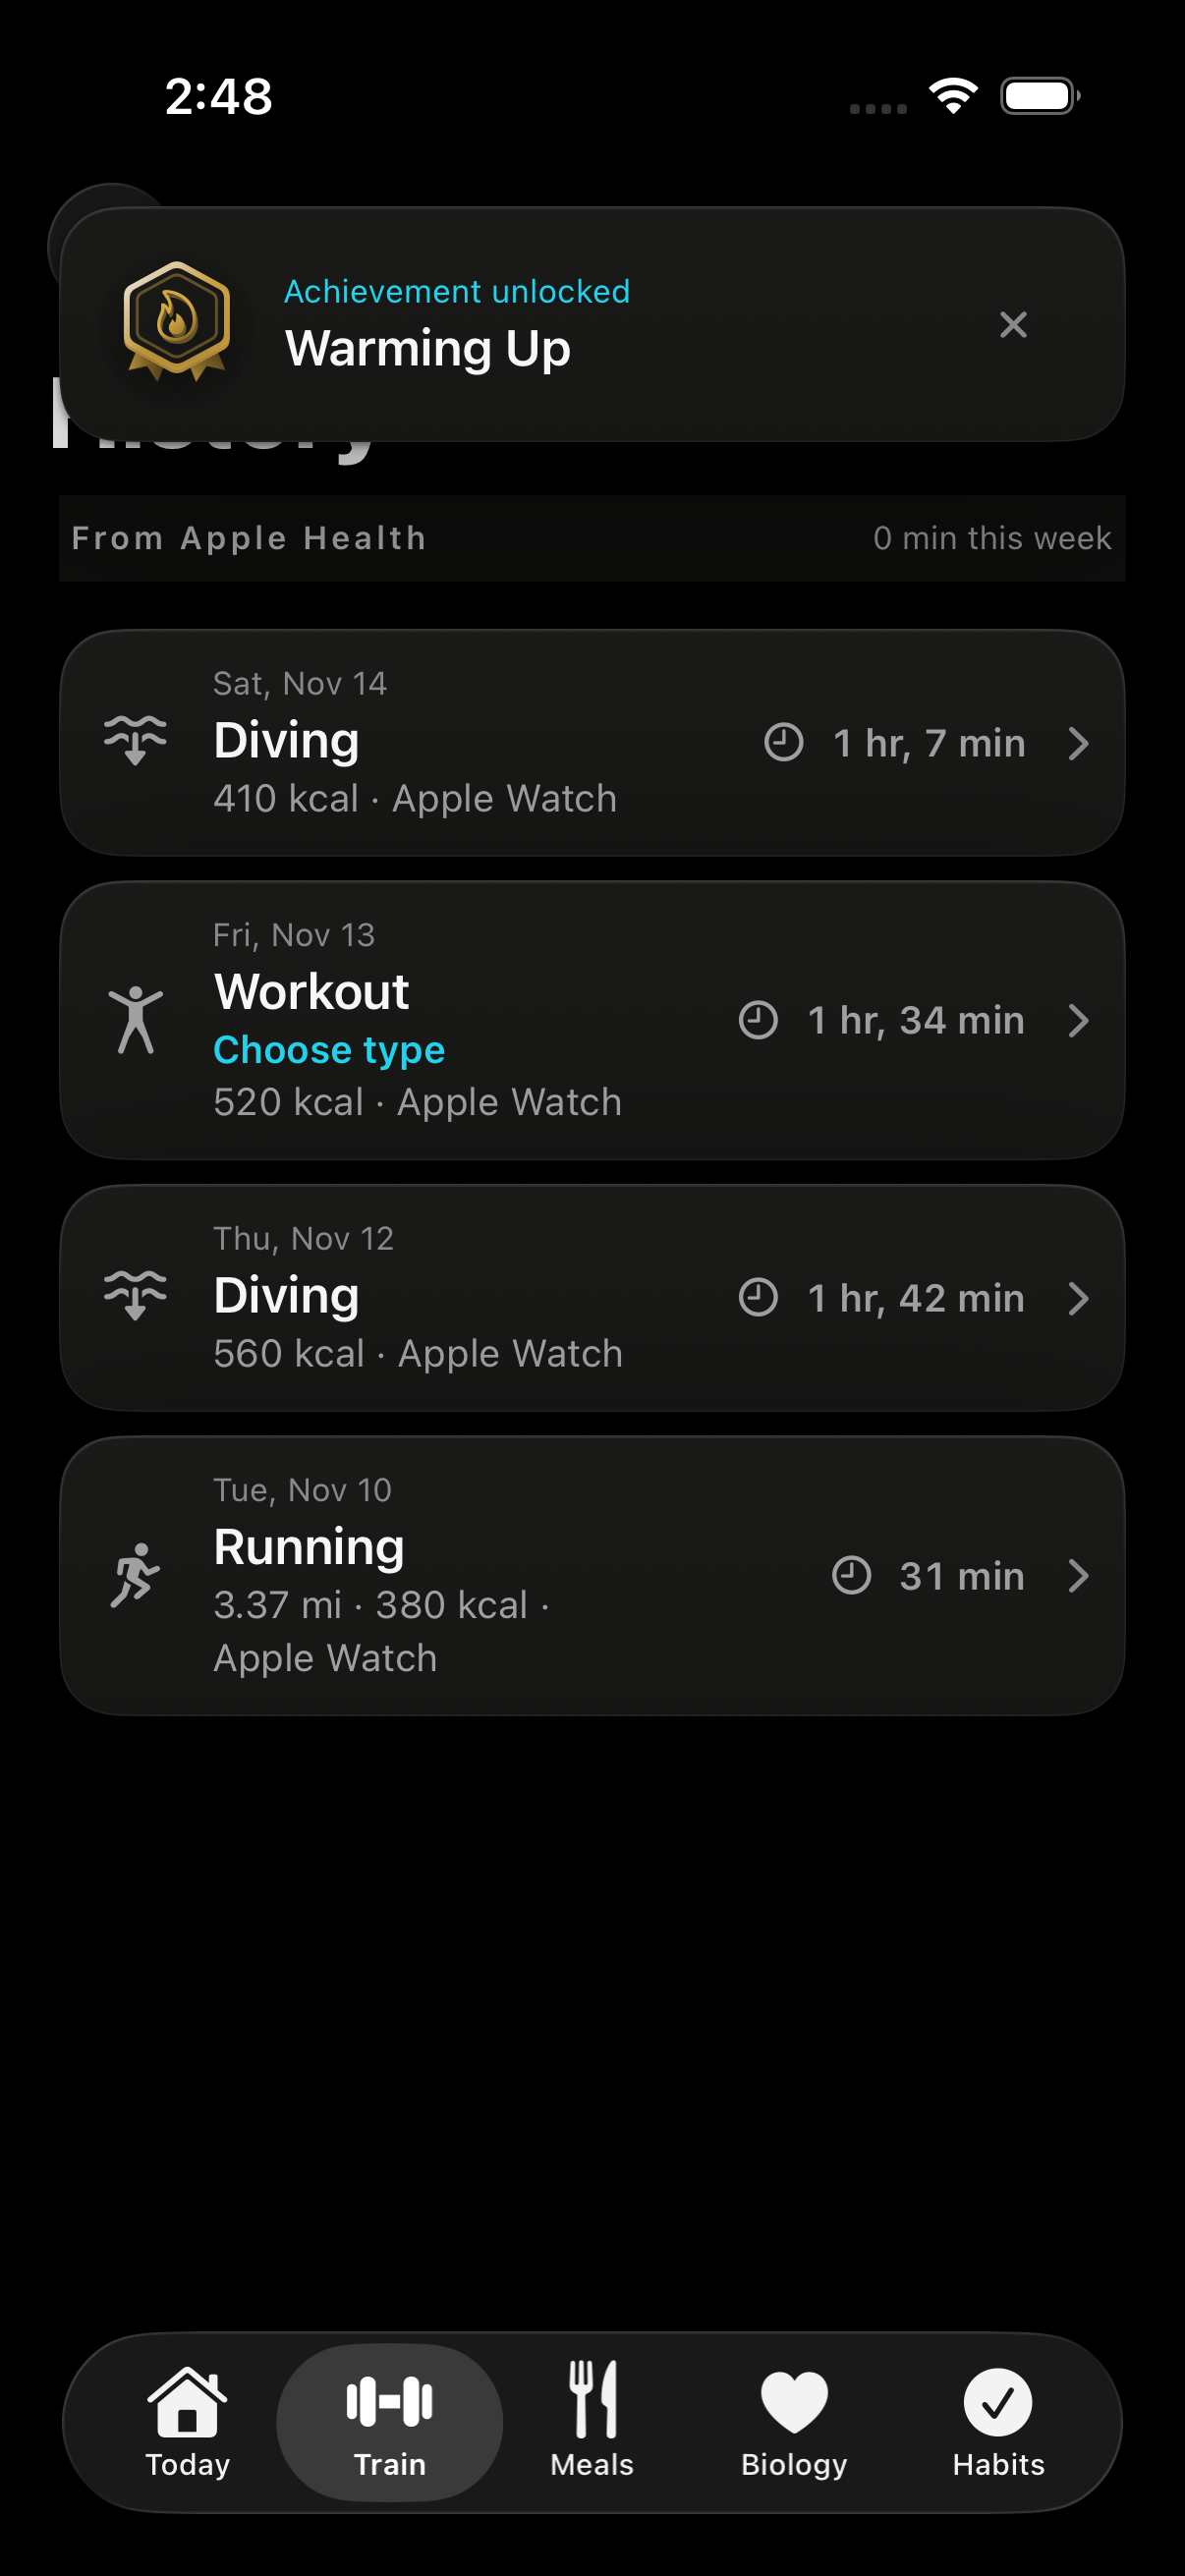 2:48
Achievement unlocked
Warming Up
History
From Apple Health
0 min this week
Sat, Nov 14
Diving
1 hr, 7 min
410 kcal · Apple Watch
Fri, Nov 13
Workout
Choose type
1 hr, 34 min
520 kcal · Apple Watch
Thu, Nov 12
Diving
1 hr, 42 min
560 kcal · Apple Watch
Tue, Nov 10
Running
31 min
3.37 mi · 380 kcal ·
Apple Watch
Today
Train
Meals
Biology
Habits